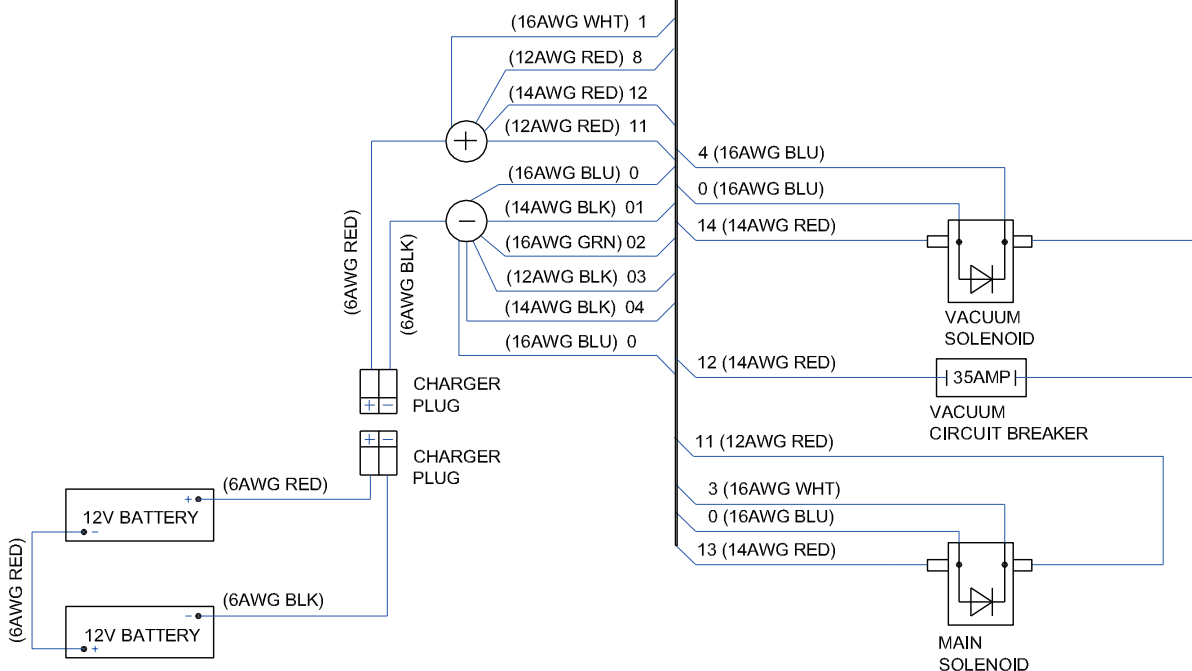 (16AWG WHT) 1
(12AWG RED) 8
(14AWG RED) 12
(12AWG RED) 11
+
(16AWG BLU) 0
(14AWG BLK) 01
(16AWG GRN) 02
(12AWG BLK) 03
(14AWG BLK) 04
(16AWG BLU) 0
−
(6AWG RED)
(6AWG BLK)
+ −
CHARGER
PLUG
+ −
CHARGER
PLUG
(6AWG RED)
+
12V BATTERY
−
(6AWG RED)
(6AWG BLK)
−
12V BATTERY
+
4 (16AWG BLU)
0 (16AWG BLU)
14 (14AWG RED)
VACUUM
SOLENOID
12 (14AWG RED)
35AMP
VACUUM
CIRCUIT BREAKER
11 (12AWG RED)
3 (16AWG WHT)
0 (16AWG BLU)
13 (14AWG RED)
MAIN
SOLENOID